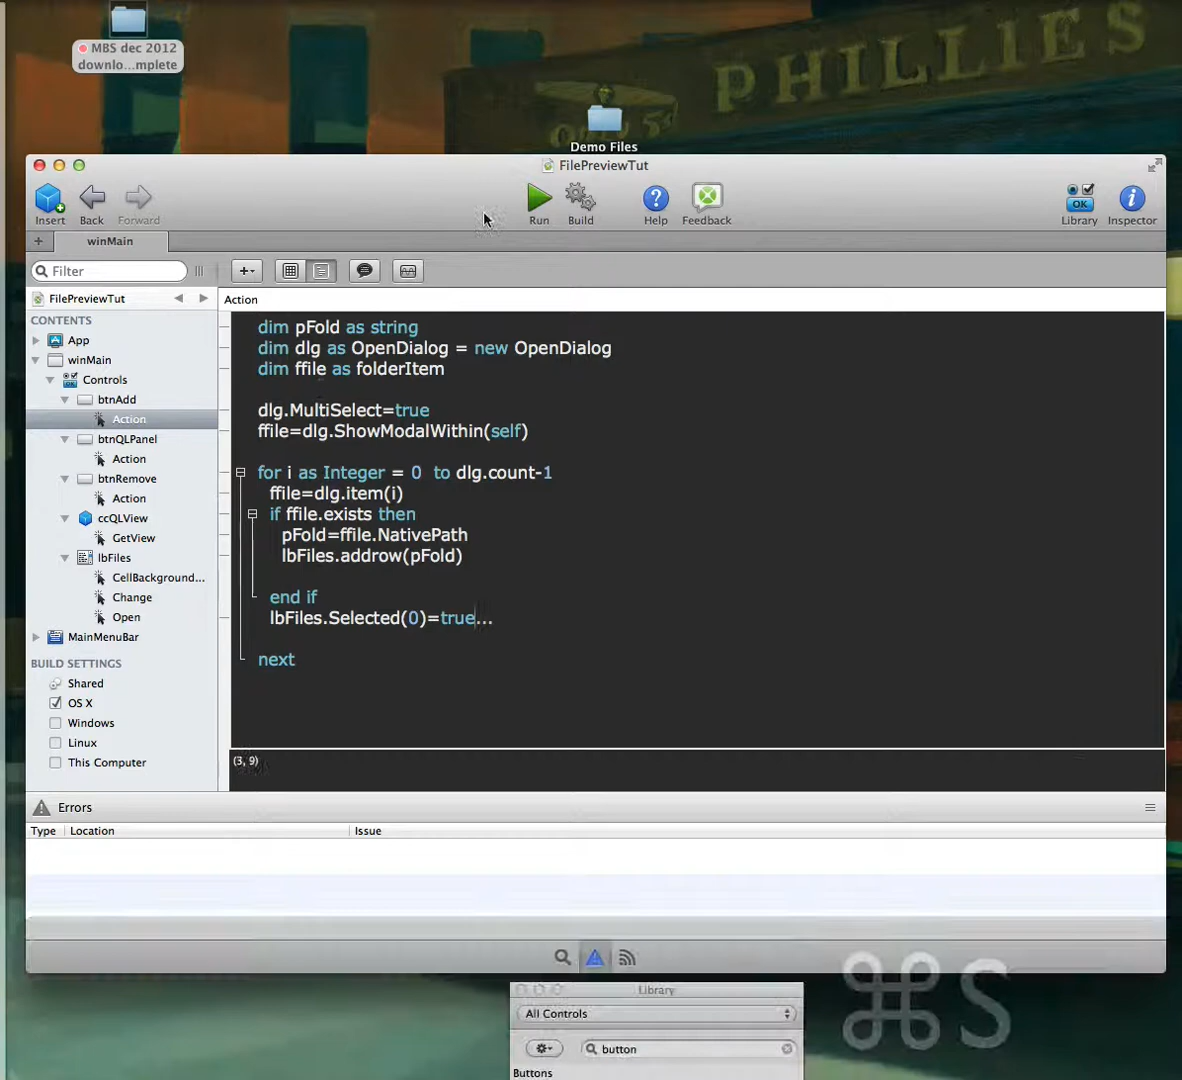 PHILLIES
MBS dec 2012
downlo...mplete
ONLY 5¢
Demo Files
FilePreviewTut
Insert
Back
Forward
Run
Build
Help
Feedback
OK
Library
Inspector
winMain
Filter
FilePreviewTut
Action
CONTENTS
App
winMain
Controls
btnAdd
Action
btnQLPanel
Action
btnRemove
Action
ccQLView
GetView
lbFiles
CellBackground...
Change
Open
MainMenuBar
BUILD SETTINGS
Shared
OS X
Windows
Linux
This Computer
dim pFold as string
dim dlg as OpenDialog = new OpenDialog
dim ffile as folderItem
dlg.MultiSelect=true
ffile=dlg.ShowModalWithin(self)
for i as Integer = 0 to dlg.count-1
ffile=dlg.item(i)
if ffile.exists then
pFold=ffile.NativePath
lbFiles.addrow(pFold)
end if
lbFiles.Selected(0)=true...
next
(3, 9)
Errors
Type Location Issue
⌘S
Library
All Controls
button
Buttons